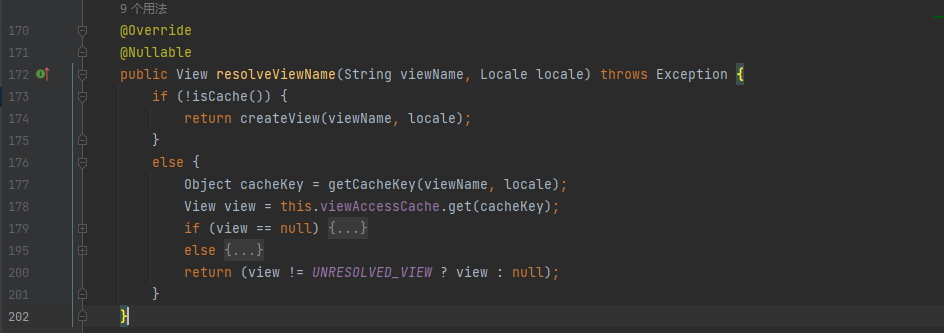 9 个用法
170 @Override
171 @Nullable
172 public View resolveViewName(String viewName, Locale locale) throws Exception {
173 if (!isCache()) {
174 return createView(viewName, locale);
175 }
176 else {
177 Object cacheKey = getCacheKey(viewName, locale);
178 View view = this.viewAccessCache.get(cacheKey);
179 if (view == null) {...}
195 else {...}
200 return (view != UNRESOLVED_VIEW ? view : null);
201 }
202 }